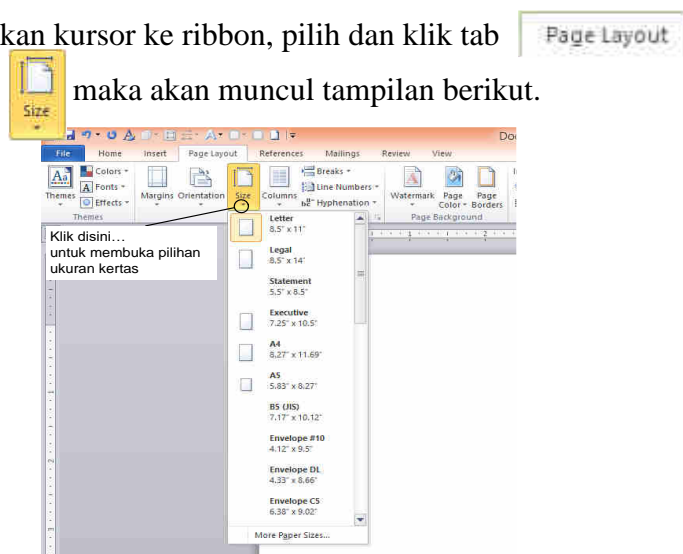 kan kursor ke ribbon, pilih dan klik tab Page Layout
Size maka akan muncul tampilan berikut.
File Home Insert Page Layout References Mailings Review View
Themes Colors Fonts Effects
Margins Orientation Size Columns
Breaks
Line Numbers
Hyphenation
Watermark Page Color Page Borders
Themes Page Background
Klik disini…
untuk membuka pilihan
ukuran kertas
Letter
8.5" x 11"
Legal
8.5" x 14"
Statement
5.5" x 8.5"
Executive
7.25" x 10.5"
A4
8.27" x 11.69"
A5
5.83" x 8.27"
B5 (JIS)
7.17" x 10.12"
Envelope #10
4.12" x 9.5"
Envelope DL
4.33" x 8.66"
Envelope C5
6.38" x 9.02"
More Paper Sizes...